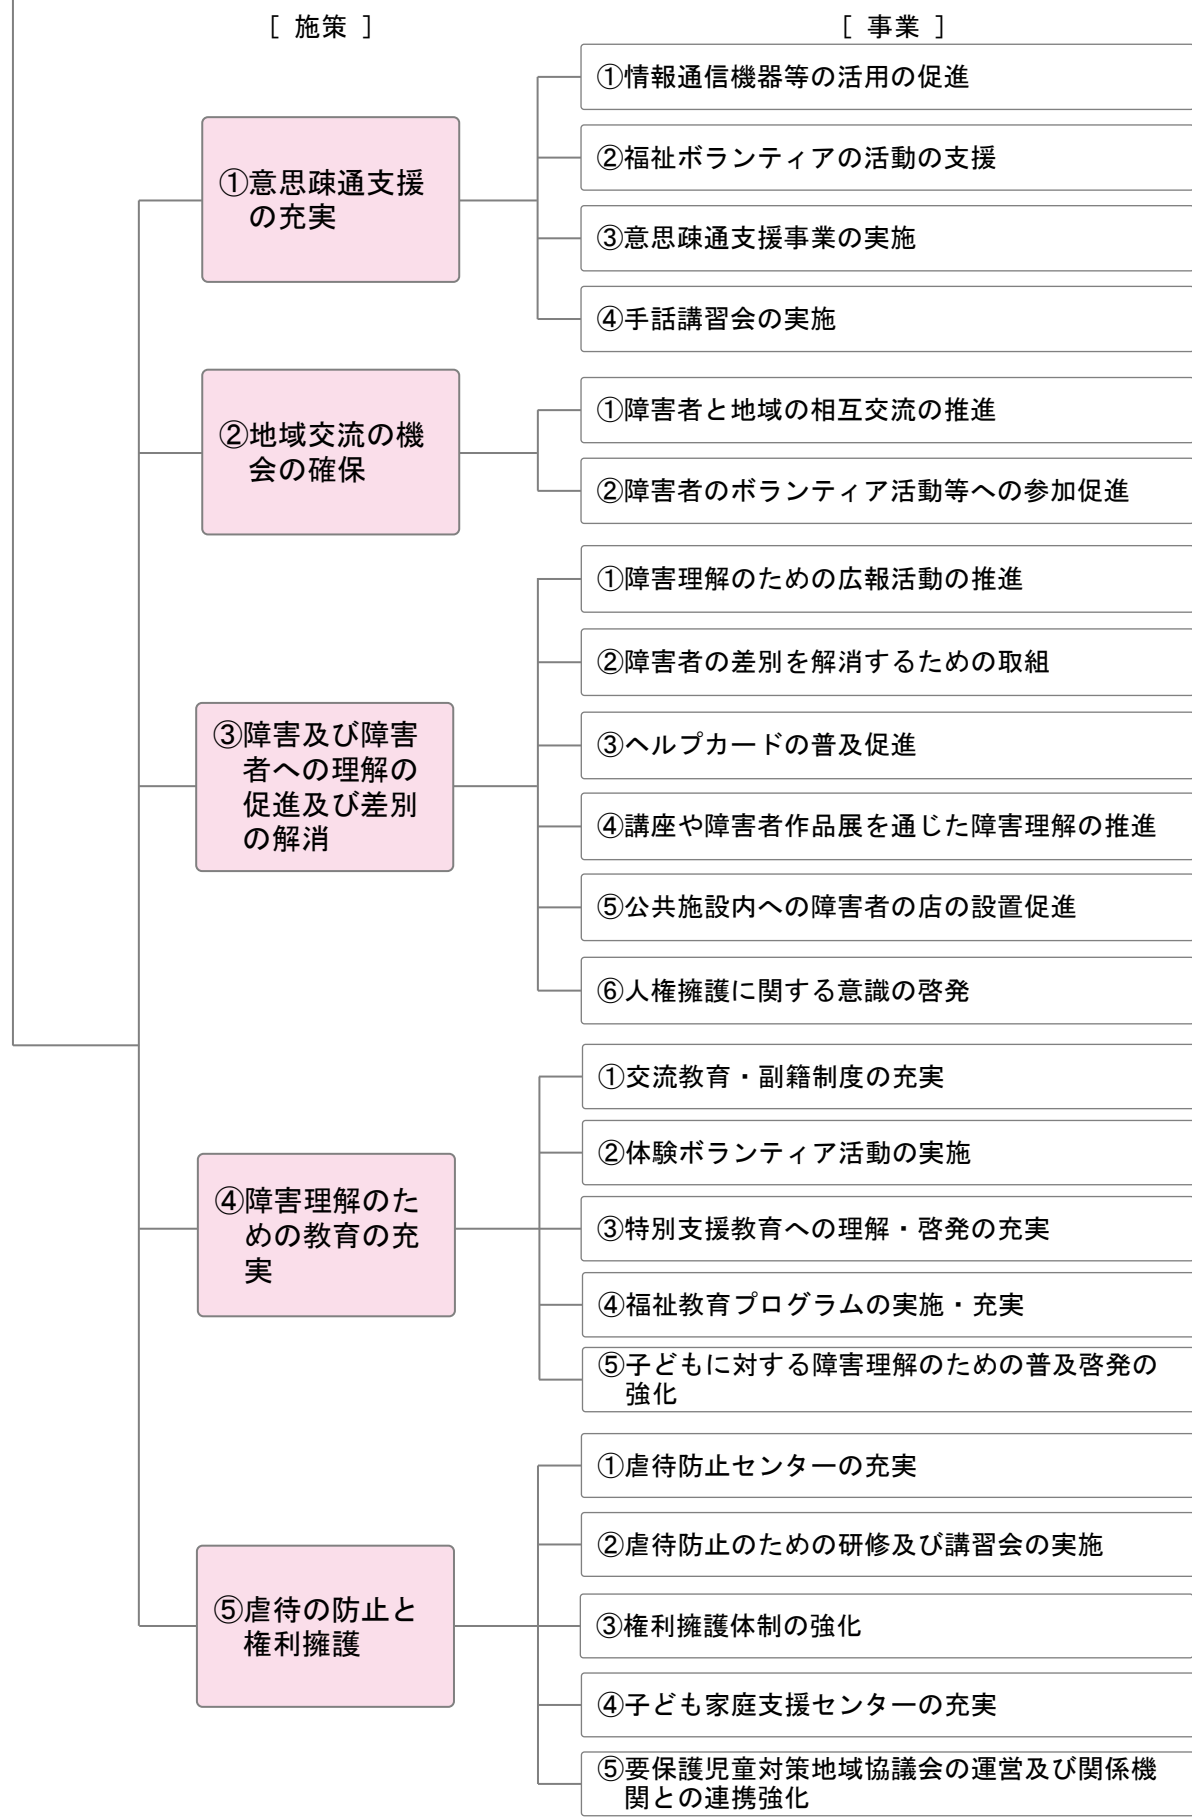 [ 施策 ]
[ 事業 ]
①意思疎通支援
の充実
①情報通信機器等の活用の促進
②福祉ボランティアの活動の支援
③意思疎通支援事業の実施
④手話講習会の実施
②地域交流の機
会の確保
①障害者と地域の相互交流の推進
②障害者のボランティア活動等への参加促進
③障害及び障害
者への理解の
促進及び差別
の解消
①障害理解のための広報活動の推進
②障害者の差別を解消するための取組
③ヘルプカードの普及促進
④講座や障害者作品展を通じた障害理解の推進
⑤公共施設内への障害者の店の設置促進
⑥人権擁護に関する意識の啓発
④障害理解のた
めの教育の充
実
①交流教育・副籍制度の充実
②体験ボランティア活動の実施
③特別支援教育への理解・啓発の充実
④福祉教育プログラムの実施・充実
⑤子どもに対する障害理解のための普及啓発の
強化
⑤虐待の防止と
権利擁護
①虐待防止センターの充実
②虐待防止のための研修及び講習会の実施
③権利擁護体制の強化
④子ども家庭支援センターの充実
⑤要保護児童対策地域協議会の運営及び関係機
関との連携強化